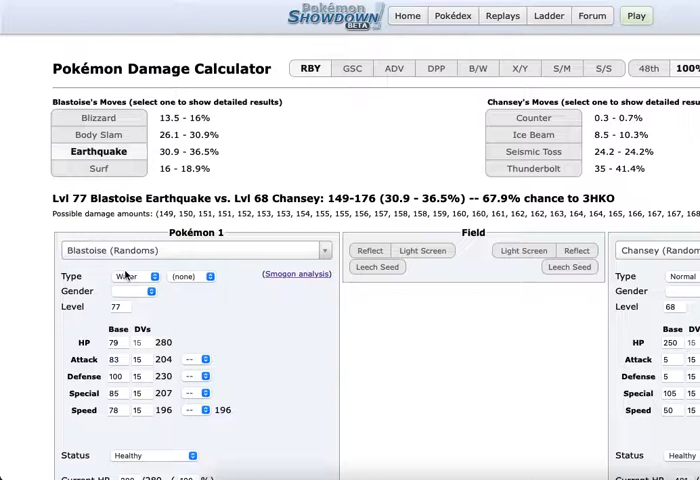 Pokémon
SHOWDOWN!
BETA
Home Pokédex Replays Ladder Forum Play
Pokémon Damage Calculator
RBY GSC ADV DPP B/W X/Y S/M S/S 48th 100%
Blastoise's Moves (select one to show detailed results)
Blizzard 13.5 - 16%
Body Slam 26.1 - 30.9%
Earthquake 30.9 - 36.5%
Surf 16 - 18.9%
Chansey's Moves (select one to show detailed resu
Counter 0.3 - 0.7%
Ice Beam 8.5 - 10.3%
Seismic Toss 24.2 - 24.2%
Thunderbolt 35 - 41.4%
Lvl 77 Blastoise Earthquake vs. Lvl 68 Chansey: 149-176 (30.9 - 36.5%) -- 67.9% chance to 3HKO
Possible damage amounts: (149, 150, 151, 151, 152, 153, 153, 154, 155, 155, 156, 157, 158, 158, 159, 160, 160, 161, 162, 162, 163, 164, 164, 165, 166, 167, 167, 168
Pokémon 1
Blastoise (Randoms)
Type Water (none) (Smogon analysis)
Gender
Level 77
Base DVs
HP 79 15 280
Attack 83 15 204 --
Defense 100 15 230 --
Special 85 15 207 --
Speed 78 15 196 -- 196
Status Healthy
Field
Reflect Light Screen Light Screen Reflect
Leech Seed Leech Seed
Chansey (Random
Type Normal
Gender
Level 68
Base DVs
HP 250 15
Attack 5 15
Defense 5 15
Special 105 15
Speed 50 15
Status Healthy